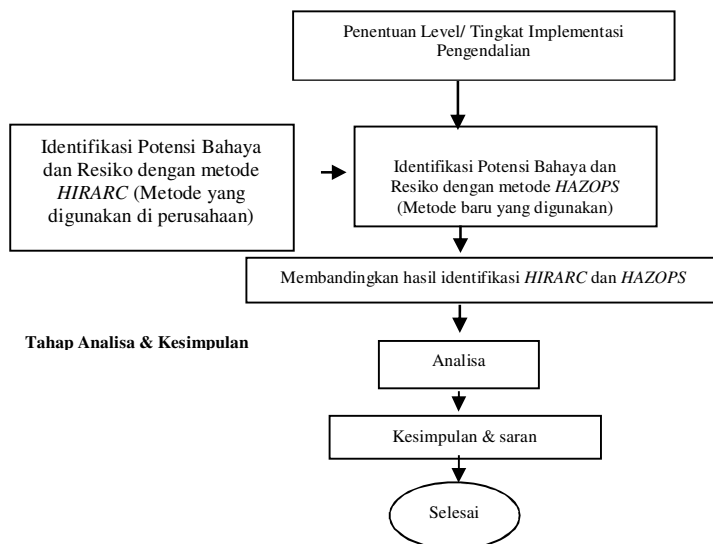 Penentuan Level/ Tingkat Implementasi
Pengendalian
Identifikasi Potensi Bahaya
dan Resiko dengan metode
HIRARC (Metode yang
digunakan di perusahaan)
Identifikasi Potensi Bahaya dan
Resiko dengan metode HAZOPS
(Metode baru yang digunakan)
Membandingkan hasil identifikasi HIRARC dan HAZOPS
Tahap Analisa & Kesimpulan
Analisa
Kesimpulan & saran
Selesai